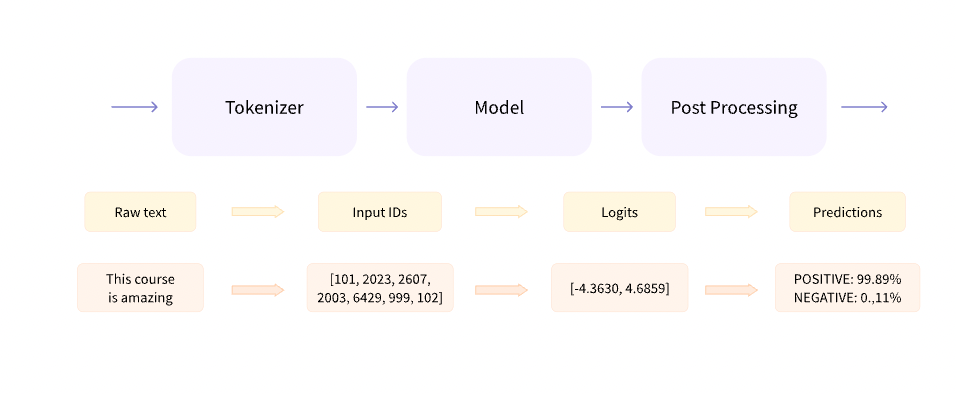 Tokenizer
Model
Post Processing
Raw text
Input IDs
Logits
Predictions
This course
is amazing
[101, 2023, 2607,
2003, 6429, 999, 102]
[-4.3630, 4.6859]
POSITIVE: 99.89%
NEGATIVE: 0.,11%